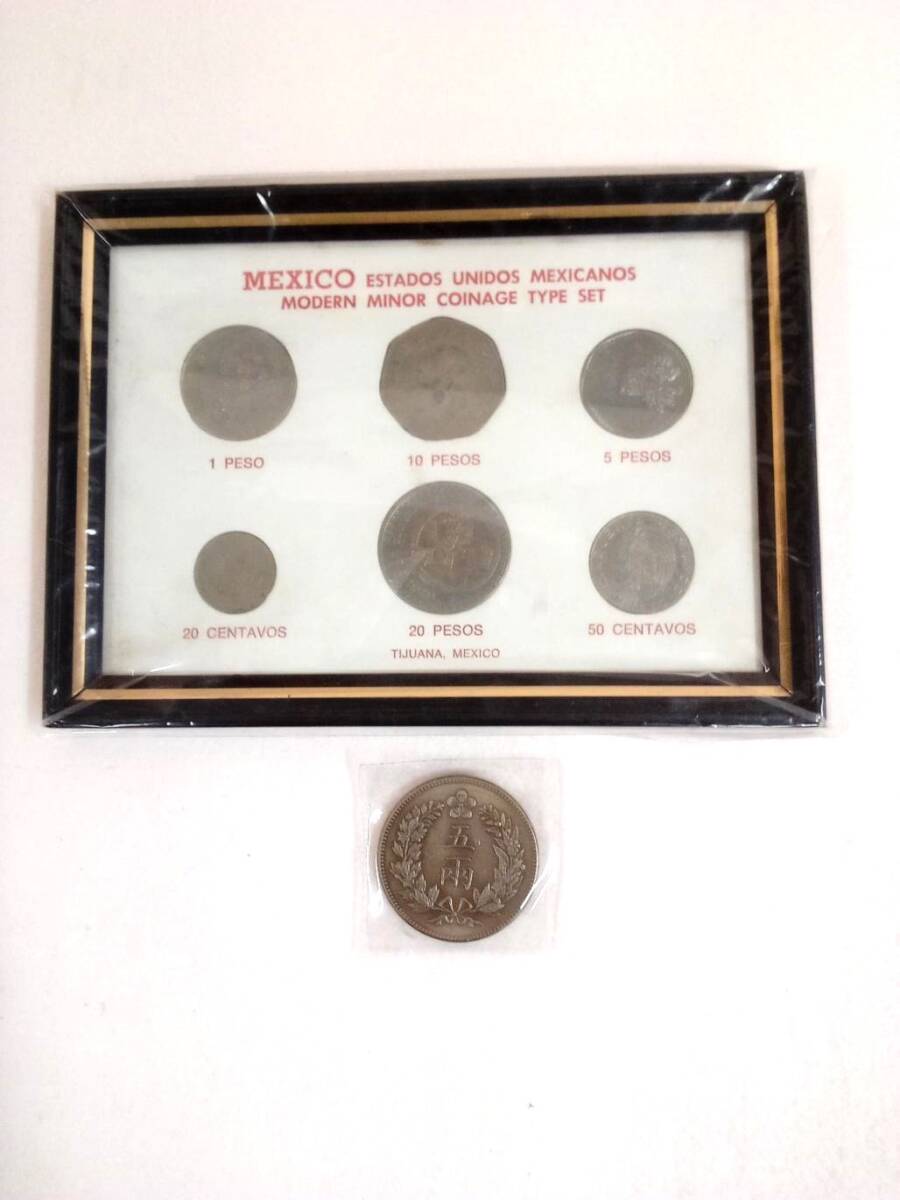 MEXICO ESTADOS UNIDOS MEXICANOS
MODERN MINOR COINAGE TYPE SET
1 PESO
10 PESOS
5 PESOS
20 CENTAVOS
20 PESOS
50 CENTAVOS
TIJUANA, MEXICO
五
兩